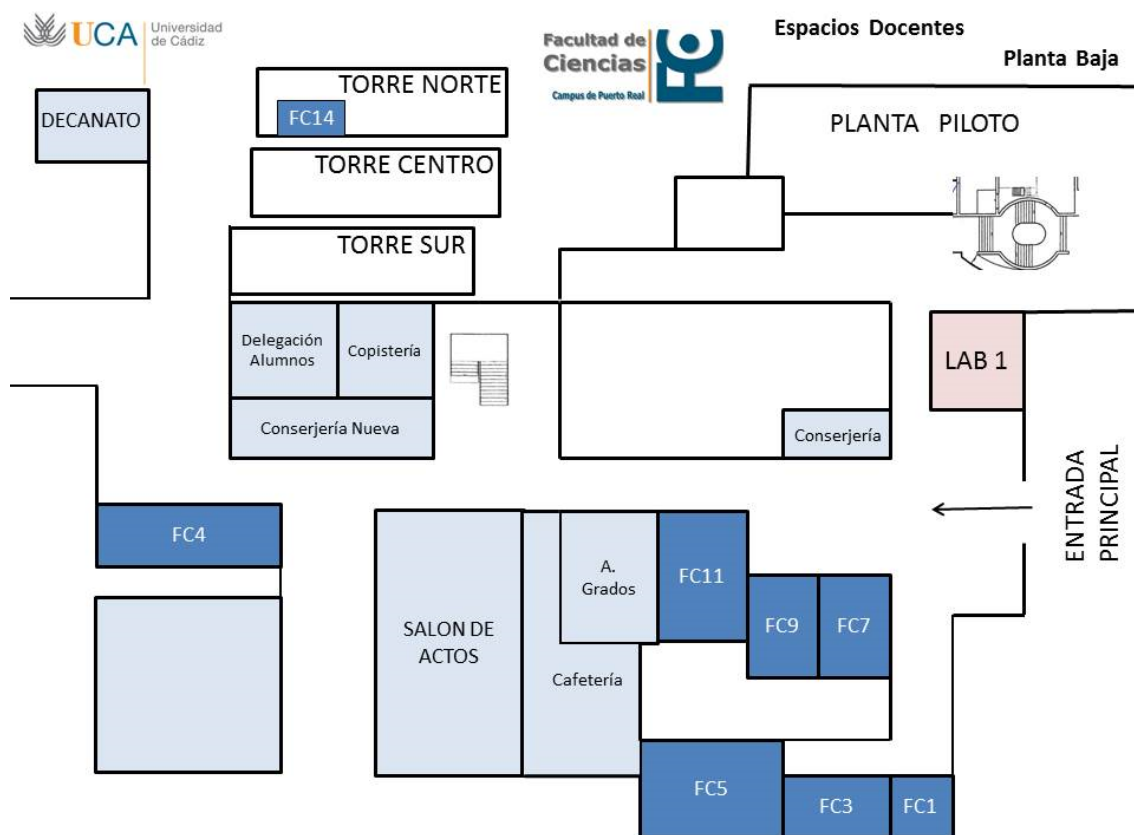 UCA
Universidad
de Cádiz
Facultad de
Ciencias
Campus de Puerto Real
FC
Espacios Docentes
Planta Baja
DECANATO
TORRE NORTE
FC14
TORRE CENTRO
TORRE SUR
PLANTA PILOTO
Delegación
Alumnos
Copistería
Conserjería Nueva
Conserjería
LAB 1
ENTRADA
PRINCIPAL
FC4
SALON DE
ACTOS
A.
Grados
Cafetería
FC11
FC9
FC7
FC5
FC3
FC1